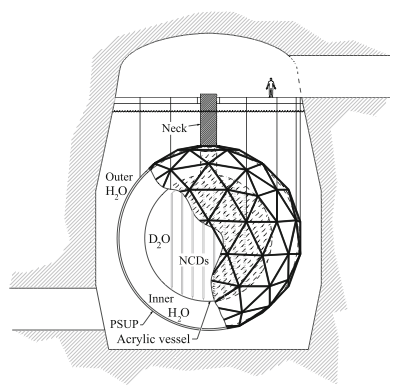 Neck
Outer
H₂O
D₂O
NCDs
Inner
H₂O
PSUP
Acrylic vessel